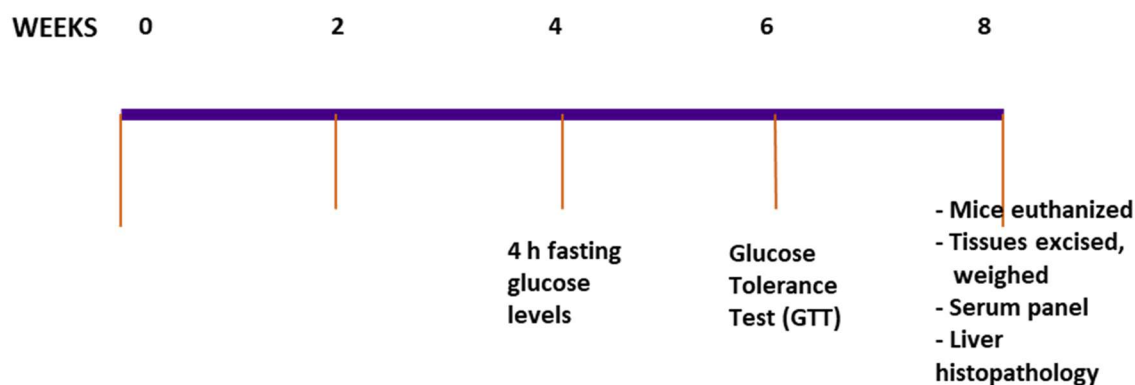 WEEKS 0 2 4 6 8
4 h fasting
glucose
levels
Glucose
Tolerance
Test (GTT)
- Mice euthanized
- Tissues excised,
weighed
- Serum panel
- Liver
histopathology